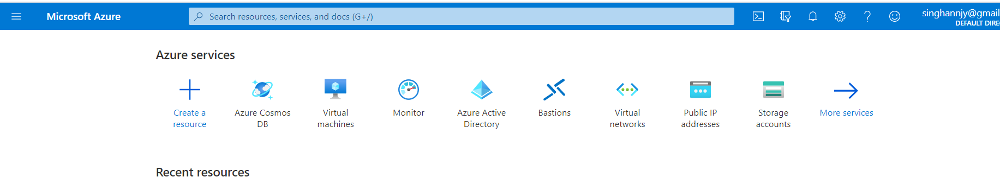 Microsoft Azure
Search resources, services, and docs (G+/)
singhannjy@gmail
DEFAULT DIREC
Azure services
Create a
resource
Azure Cosmos
DB
Virtual
machines
Monitor
Azure Active
Directory
Bastions
Virtual
networks
Public IP
addresses
Storage
accounts
More services
Recent resources